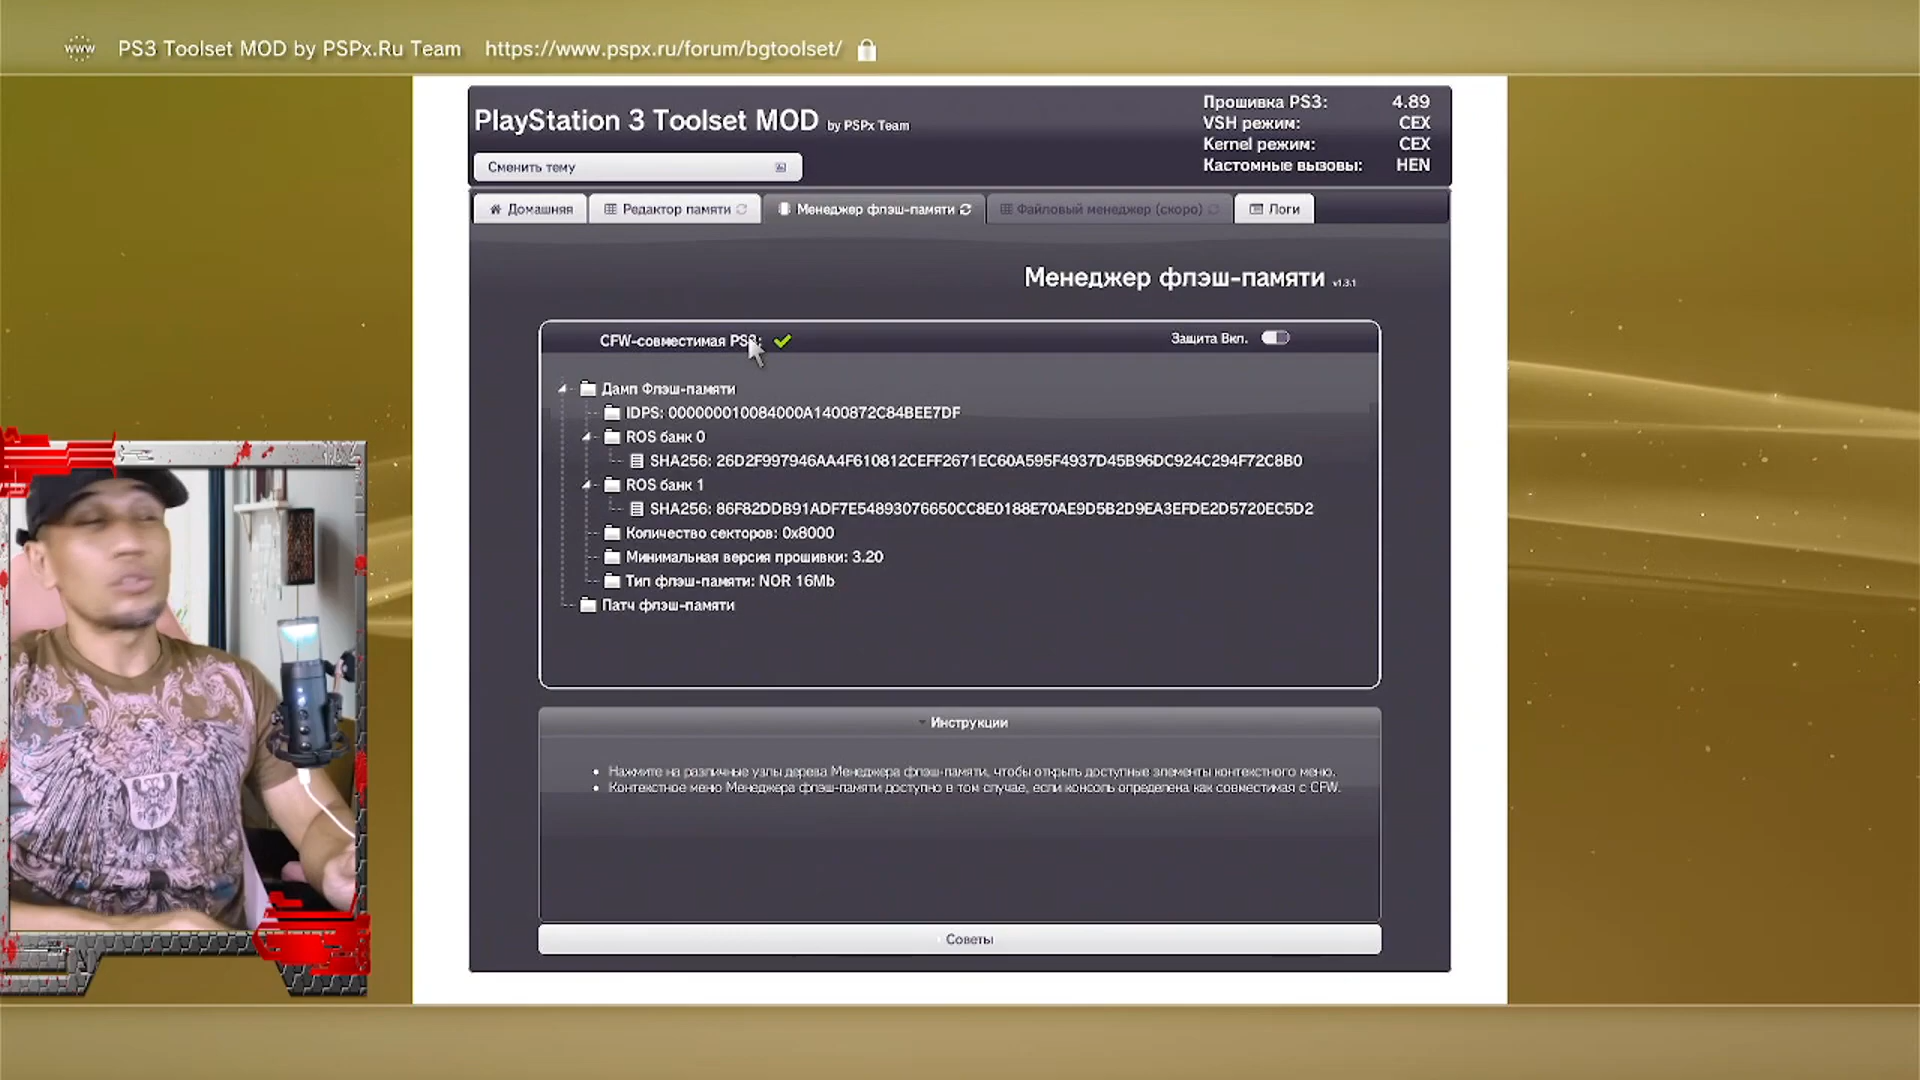 www PS3 Toolset MOD by PSPx.Ru Team https://www.pspx.ru/forum/bgtoolset/
PlayStation 3 Toolset MOD by PSPx Team
Прошивка PS3: 4.89
VSH режим: CEX
Kernel режим: CEX
Кастомные вызовы: HEN
Сменить тему
Домашняя Редактор памяти Менеджер флэш-памяти Файловый менеджер (скоро) Логи
Менеджер флэш-памяти v1.3.1
CFW-совместимая PS3: Защита Вкл.
Дамп Флэш-памяти
IDPS: 000000010084000A1400872C84BEE7DF
ROS банк 0
SHA256: 26D2F997946AA4F610812CEFF2671EC60A595F4937D45B96DC924C294F72C8B0
ROS банк 1
SHA256: 86F82DDB91ADF7E54893076650CC8E0188E70AE9D5B2D9EA3EFDE2D5720EC5D2
Количество секторов: 0x8000
Минимальная версия прошивки: 3.20
Тип флэш-памяти: NOR 16Mb
Патч флэш-памяти
Инструкции
Нажмите на различные узлы дерева Менеджера флэш-памяти, чтобы открыть доступные элементы контекстного меню.
Контекстное меню Менеджера флэш-памяти доступно в том случае, если консоль определена как совместимая с CFW.
Советы